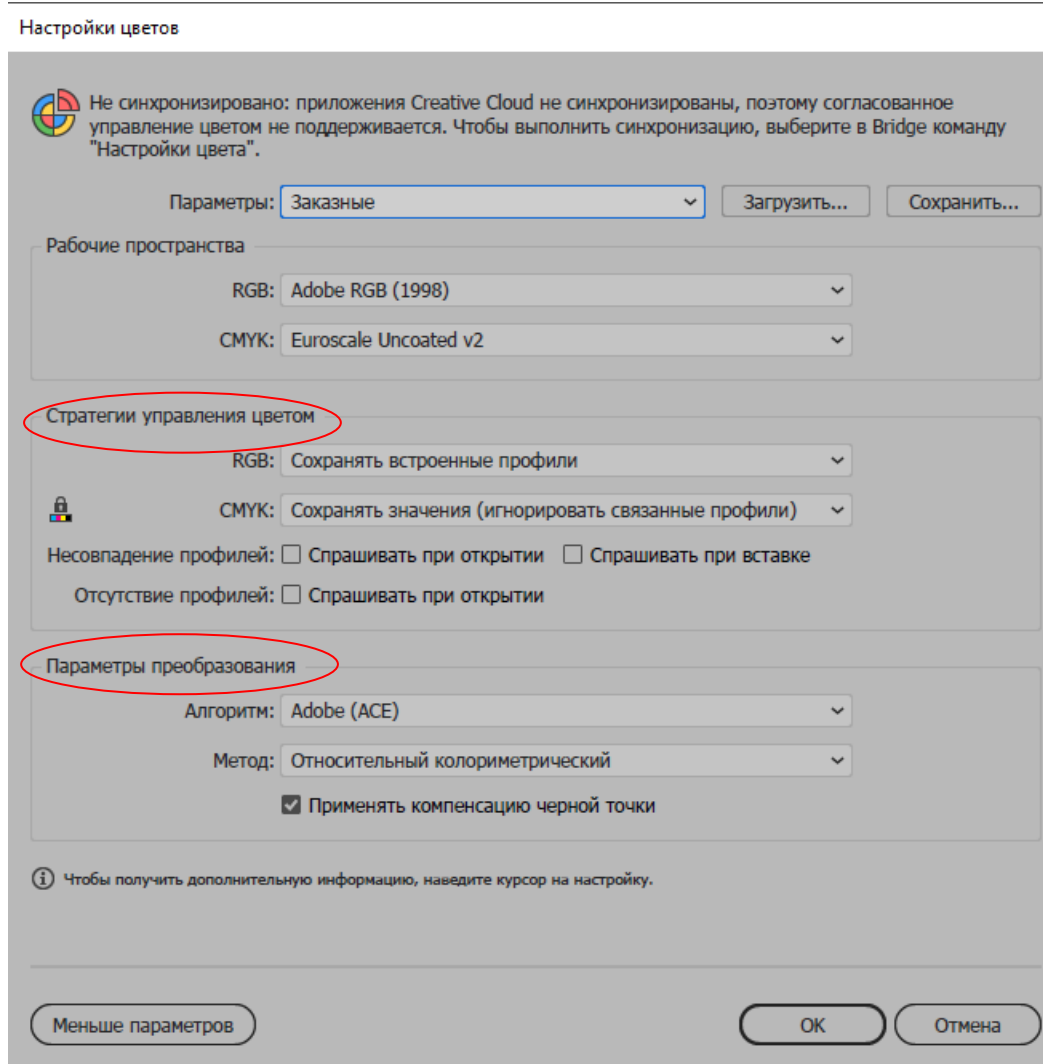 Настройки цветов
Не синхронизировано: приложения Creative Cloud не синхронизированы, поэтому согласованное
управление цветом не поддерживается. Чтобы выполнить синхронизацию, выберите в Bridge команду
"Настройки цвета".
Параметры: Заказные Загрузить... Сохранить...
Рабочие пространства
RGB: Adobe RGB (1998)
CMYK: Euroscale Uncoated v2
Стратегии управления цветом
RGB: Сохранять встроенные профили
CMYK: Сохранять значения (игнорировать связанные профили)
Несовпадение профилей: Спрашивать при открытии Спрашивать при вставке
Отсутствие профилей: Спрашивать при открытии
Параметры преобразования
Алгоритм: Adobe (ACE)
Метод: Относительный колориметрический
Применять компенсацию черной точки
Чтобы получить дополнительную информацию, наведите курсор на настройку.
Меньше параметров ОК Отмена